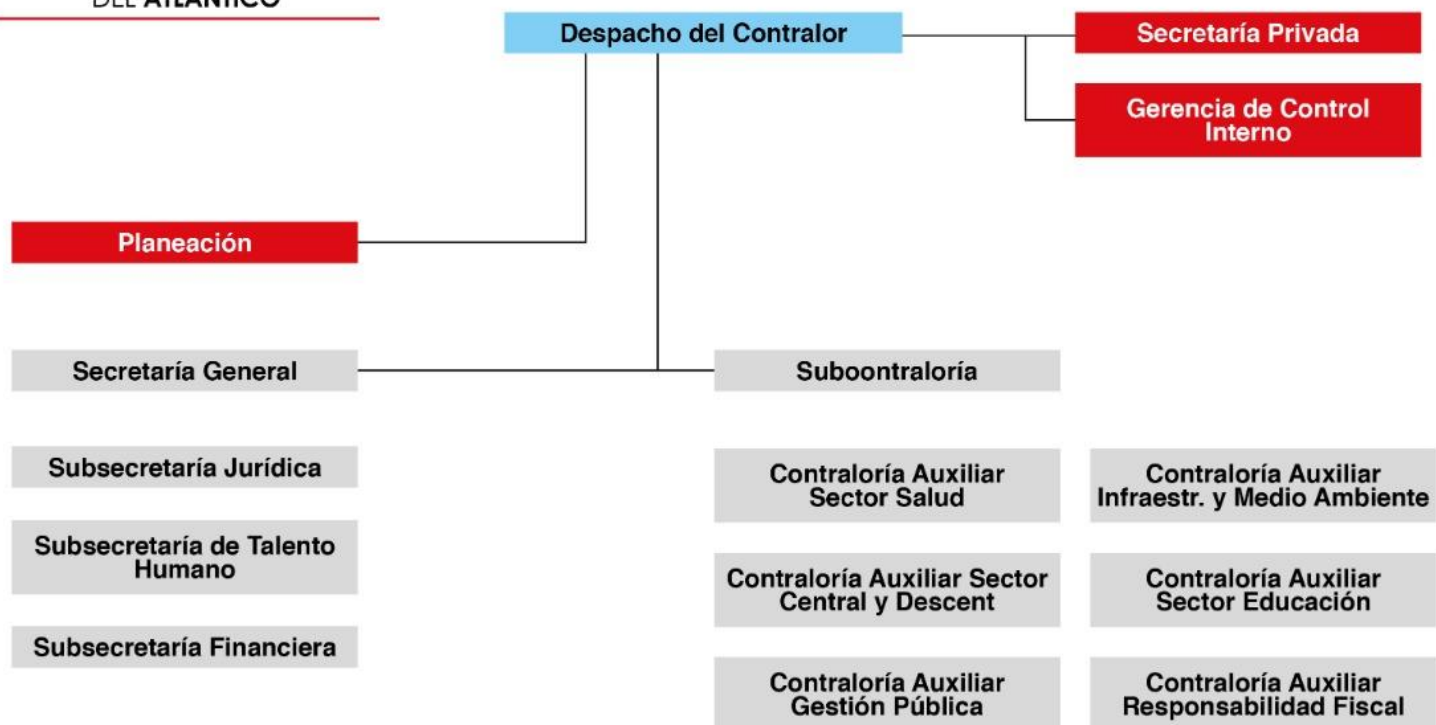 DEL ATLÁNTICO
Despacho del Contralor
Secretaría Privada
Gerencia de Control
Interno
Planeación
Secretaría General
Suboontraloría
Subsecretaría Jurídica
Subsecretaría de Talento
Humano
Subsecretaría Financiera
Contraloría Auxiliar
Sector Salud
Contraloría Auxiliar
Infraestr. y Medio Ambiente
Contraloría Auxiliar Sector
Central y Descent
Contraloría Auxiliar
Sector Educación
Contraloría Auxiliar
Gestión Pública
Contraloría Auxiliar
Responsabilidad Fiscal